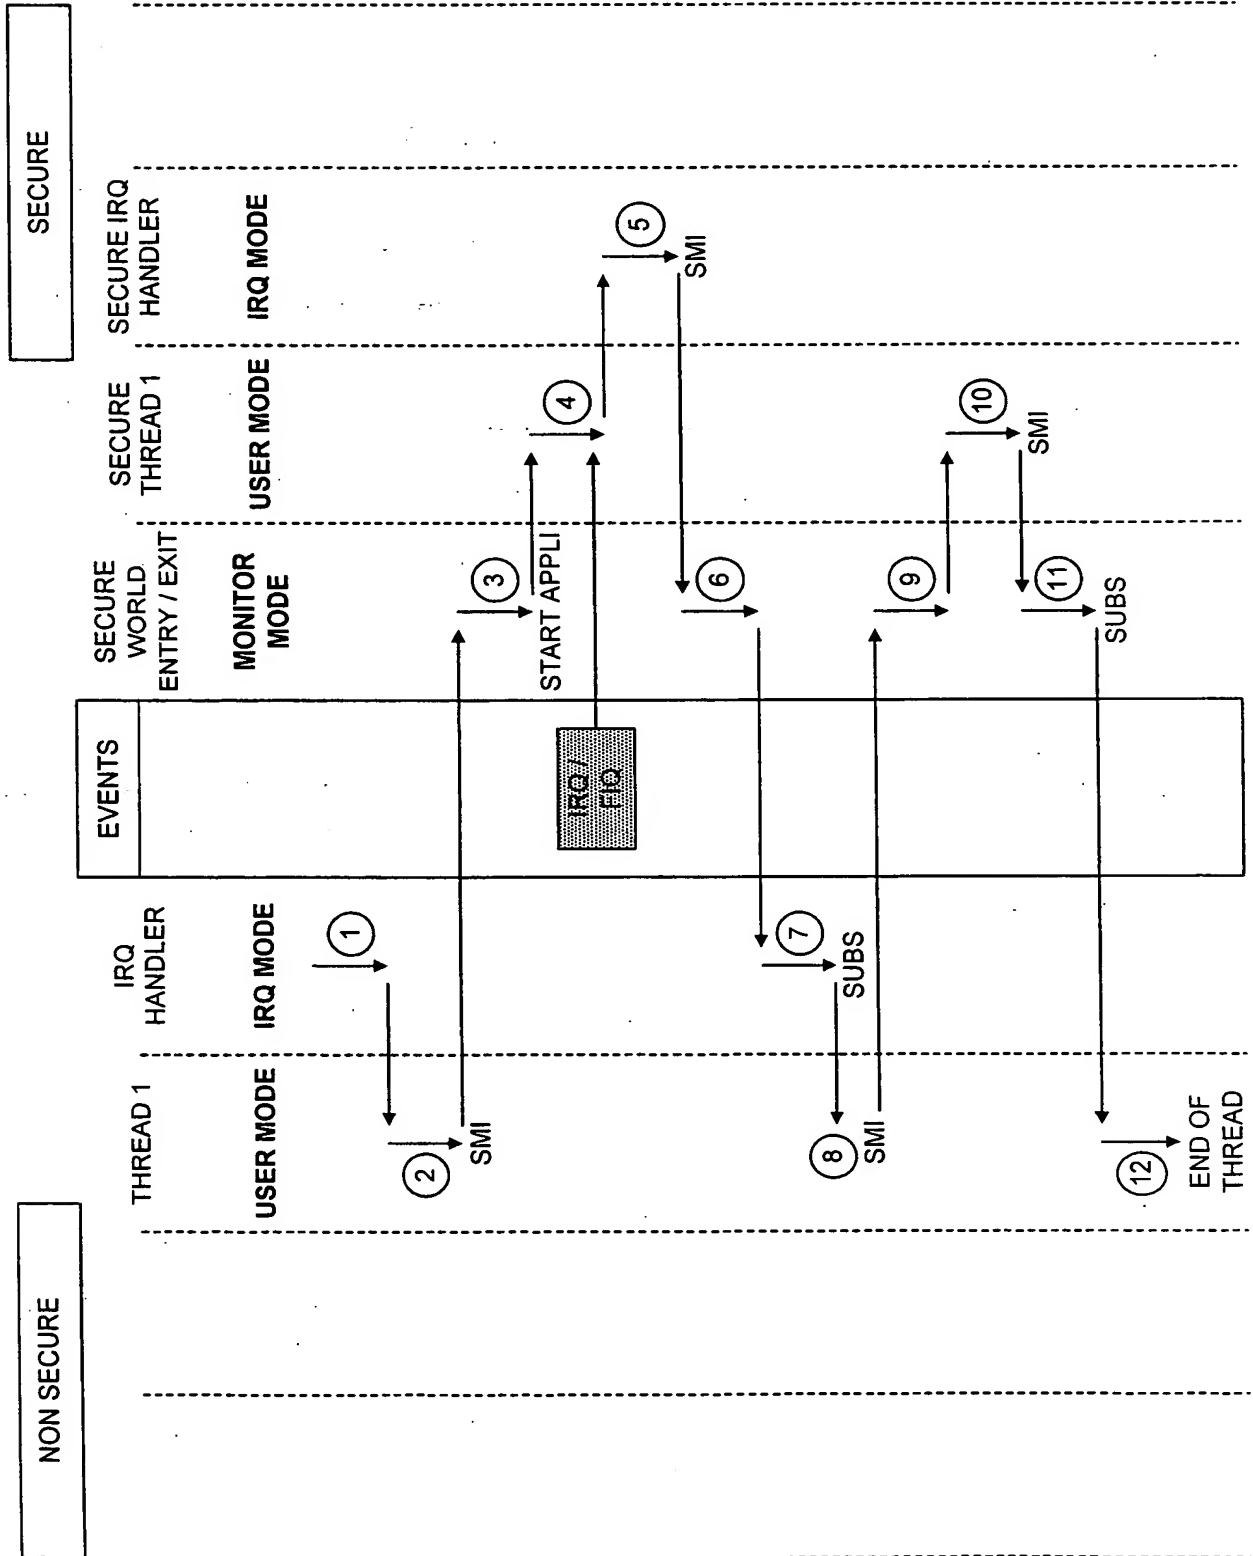 NON SECURE
SECURE
THREAD 1
USER MODE
IRQ
HANDLER
IRQ MODE
EVENTS
SECURE
WORLD
ENTRY / EXIT
MONITOR
MODE
SECURE
THREAD 1
USER MODE
SECURE IRQ
HANDLER
IRQ MODE
1
2
SMI
3
START APPLI
4
IRQ /
FIQ
5
SMI
6
7
SUBS
8
SMI
9
10
SMI
11
SUBS
12
END OF
THREAD